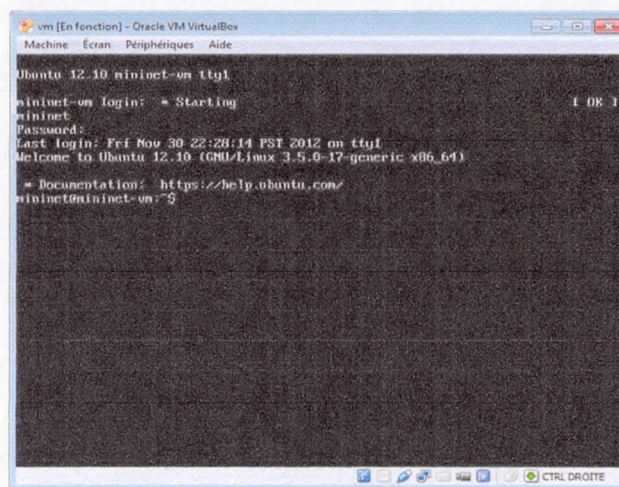 vm [En fonction] - Oracle VM VirtualBox
Machine Écran Périphériques Aide
Ubuntu 12.10 mininet-vm tty1
mininet-vm login: * Starting [ OK ]
mininet
Password:
Last login: Fri Nov 30 22:28:14 PST 2012 on tty1
Welcome to Ubuntu 12.10 (GNU/Linux 3.5.0-17-generic x86_64)
* Documentation: https://help.ubuntu.com/
mininet@mininet-vm:~$
CTRL DROITE